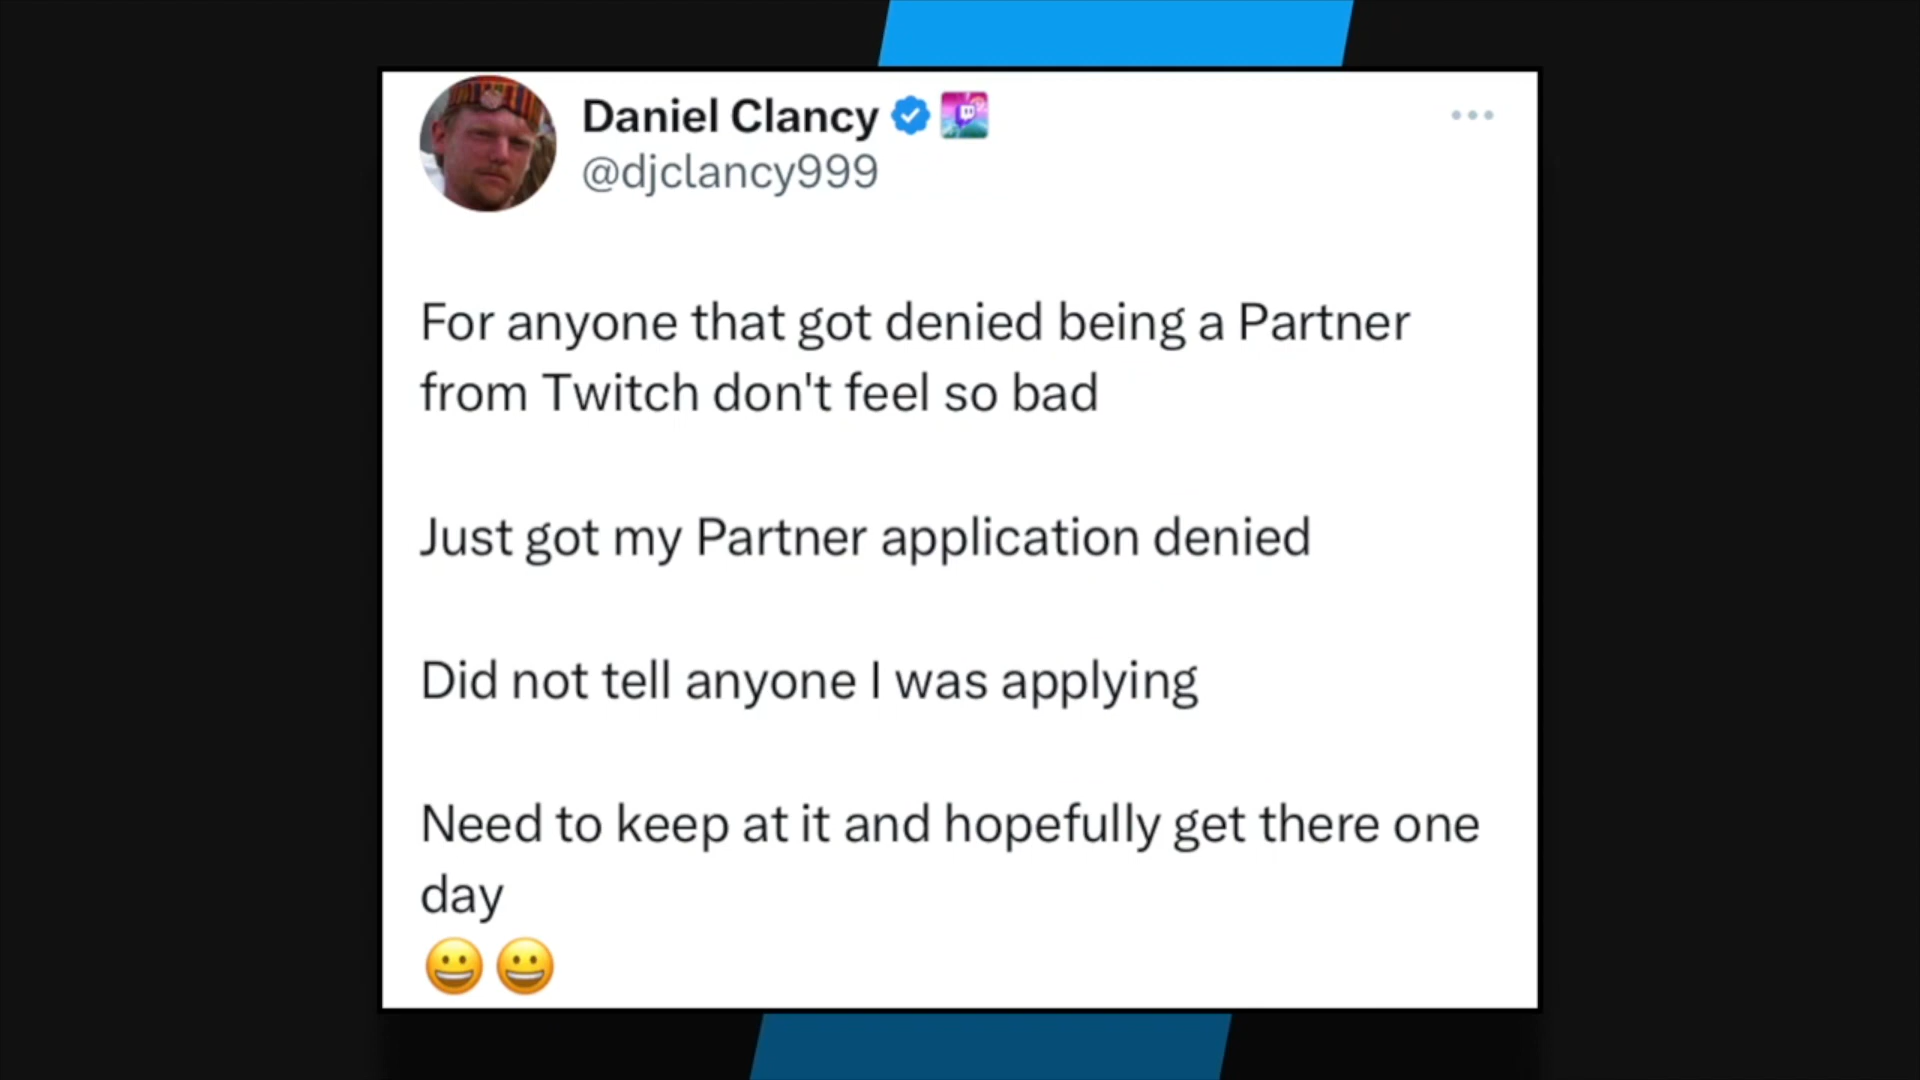 Daniel Clancy
@djclancy999
For anyone that got denied being a Partner
from Twitch don't feel so bad
Just got my Partner application denied
Did not tell anyone I was applying
Need to keep at it and hopefully get there one
day
😀😀